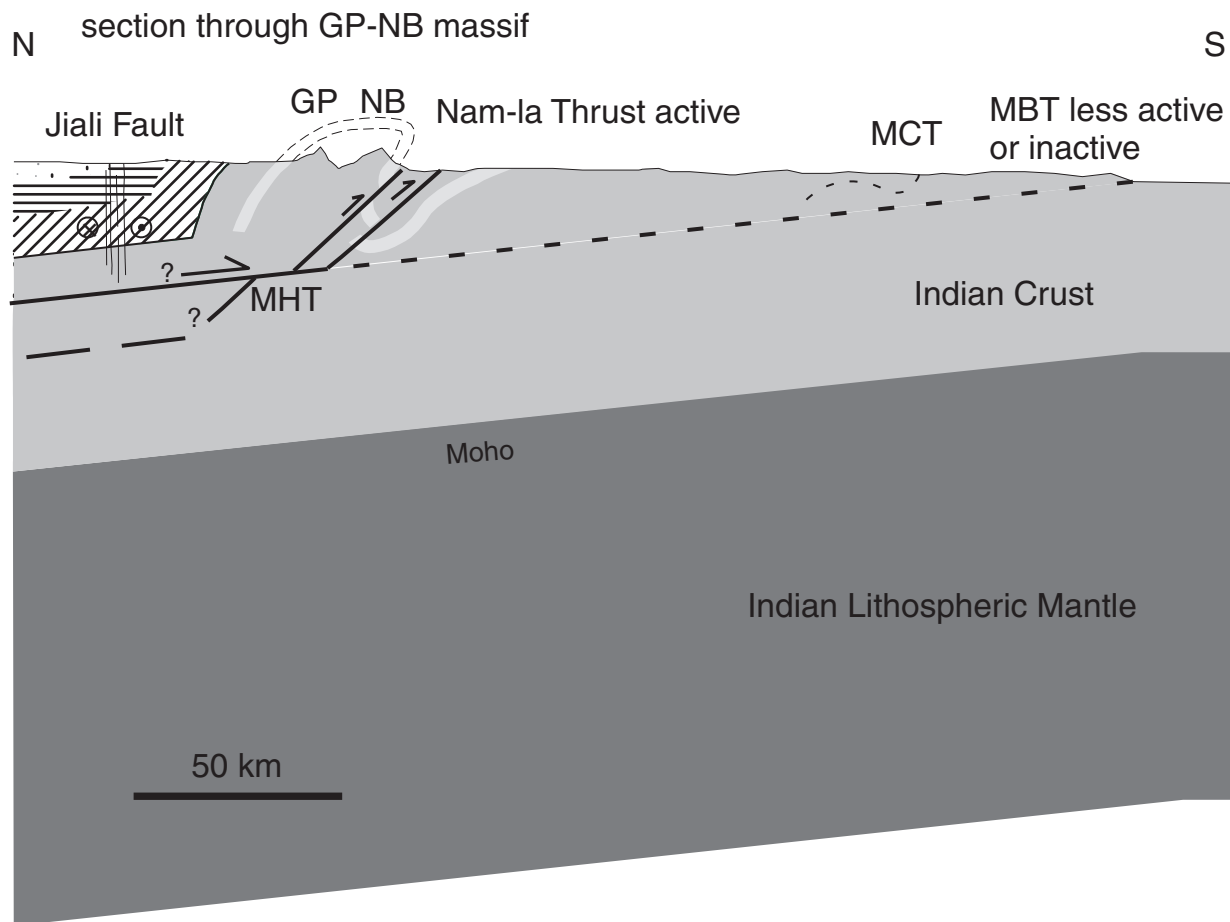 section through GP-NB massif
N
S
GP NB
Nam-la Thrust active
MBT less active
or inactive
Jiali Fault
MCT
?
MHT
?
Indian Crust
Moho
Indian Lithospheric Mantle
50 km